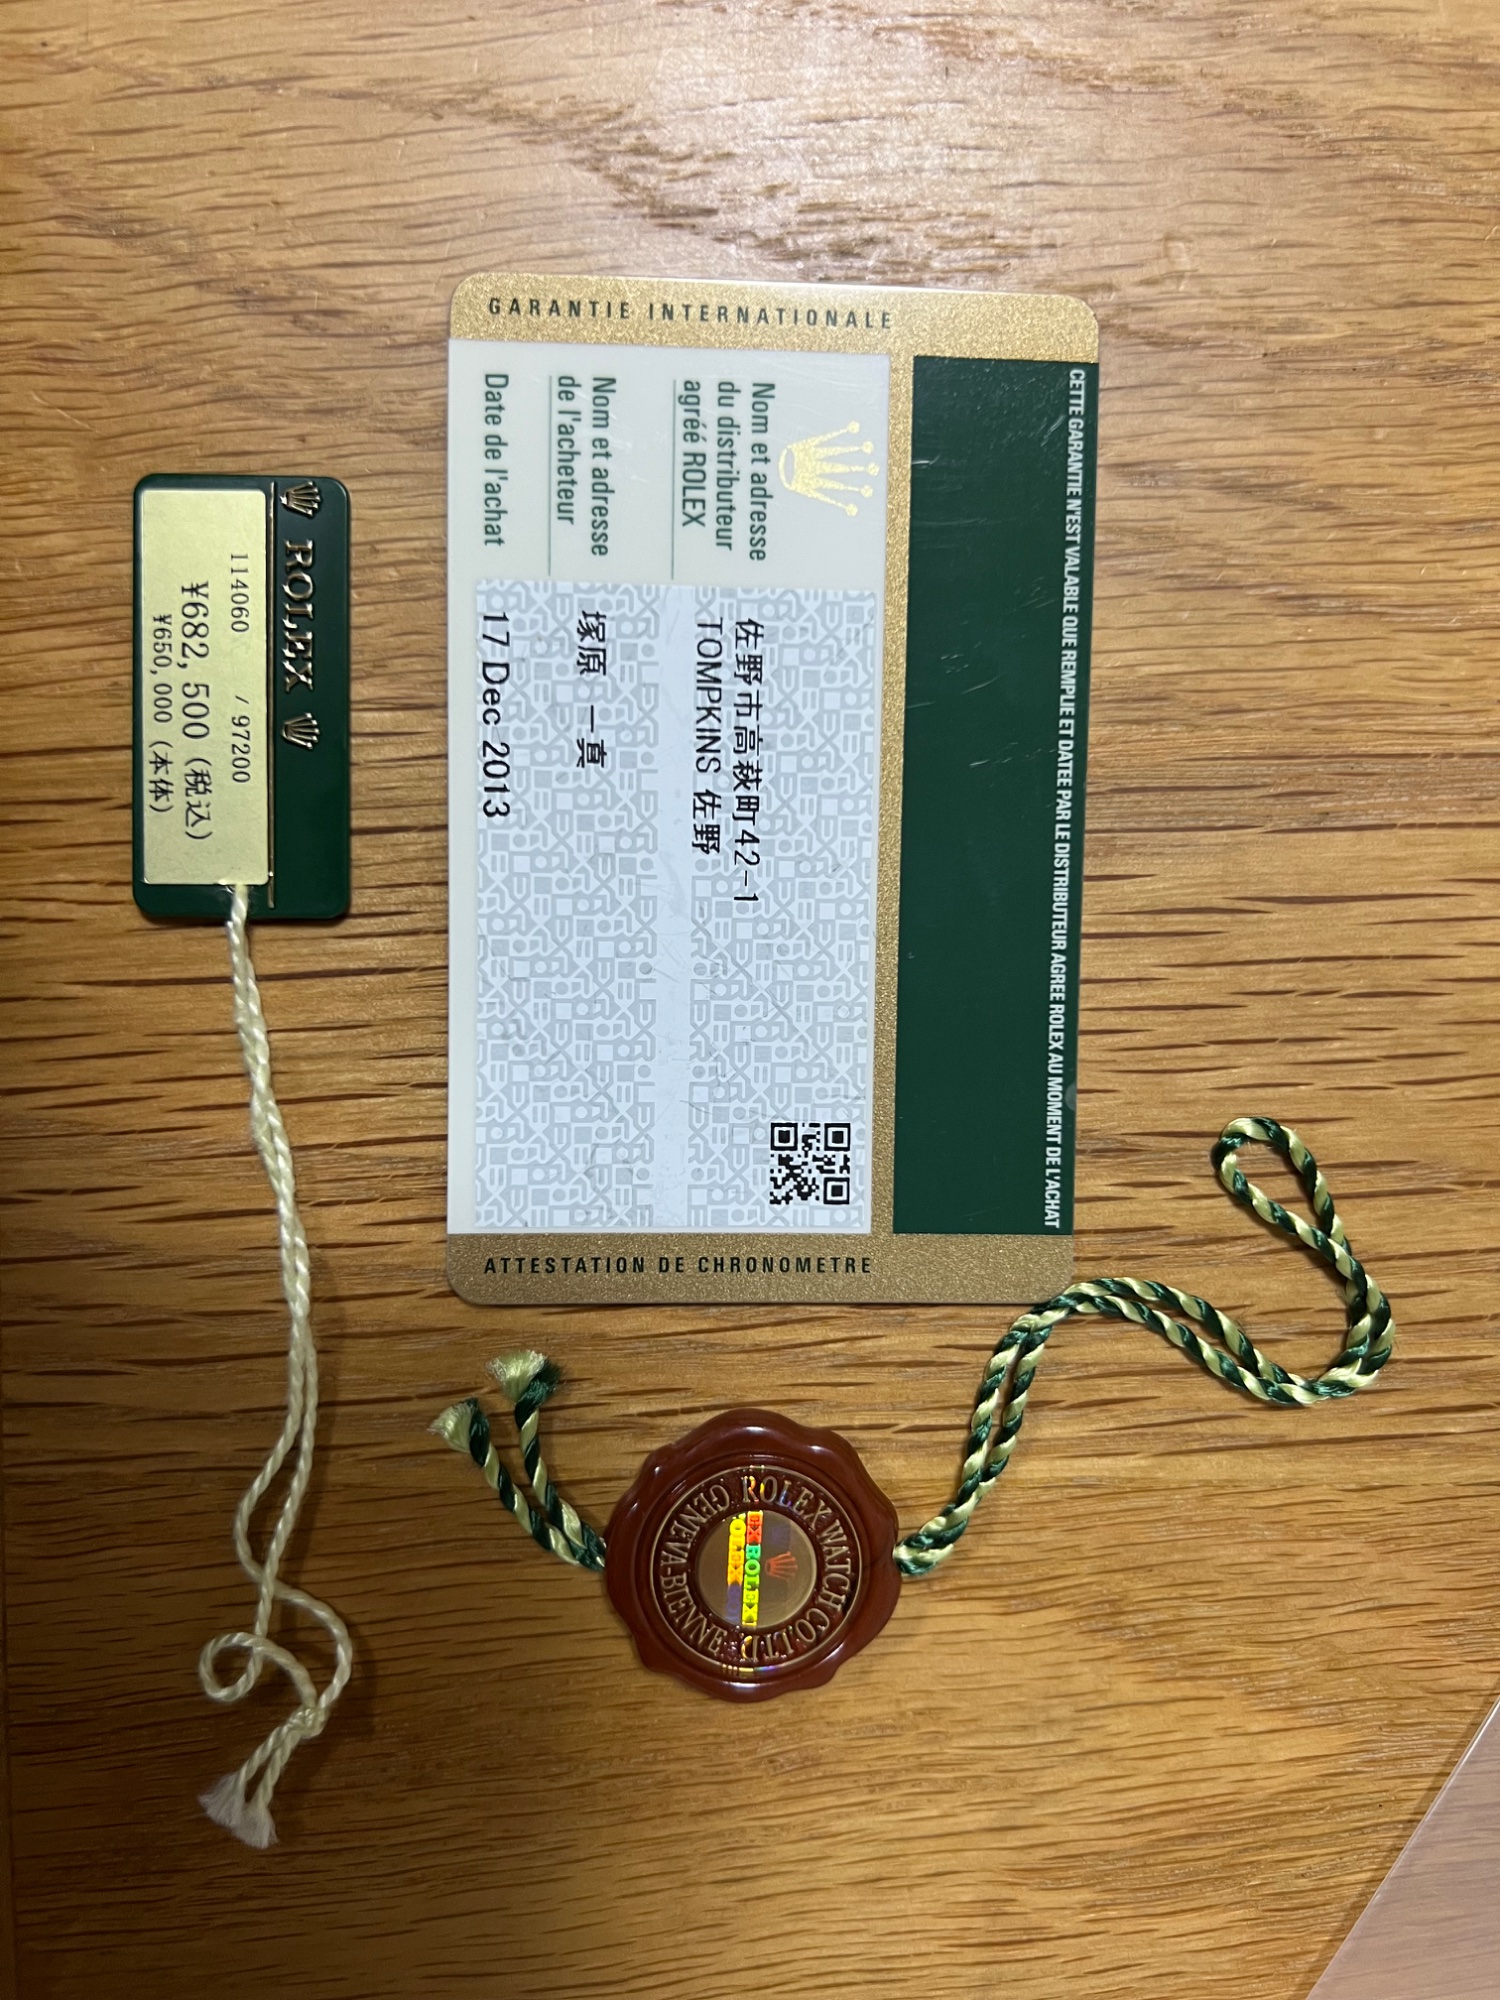 CETTE GARANTIE N'EST VALABLE QUE REMPLIE ET DATEE PAR LE DISTRIBUTEUR AGREE ROLEX AU MOMENT DE L'ACHAT
GARANTIE INTERNATIONALE
Nom et adresse
du distributeur
agréé ROLEX
佐野市高萩町42-1
TOMPKINS 佐野
Nom et adresse
de l'acheteur
塚原 一真
Date de l'achat
17 Dec 2013
ATTESTATION DE CHRONOMETRE
ROLEX
114060 / 97200
¥682,500(税込)
¥650,000(本体)
ROLEX WATCH CO.LTD
GENEVA-BIENNE
ROLEX